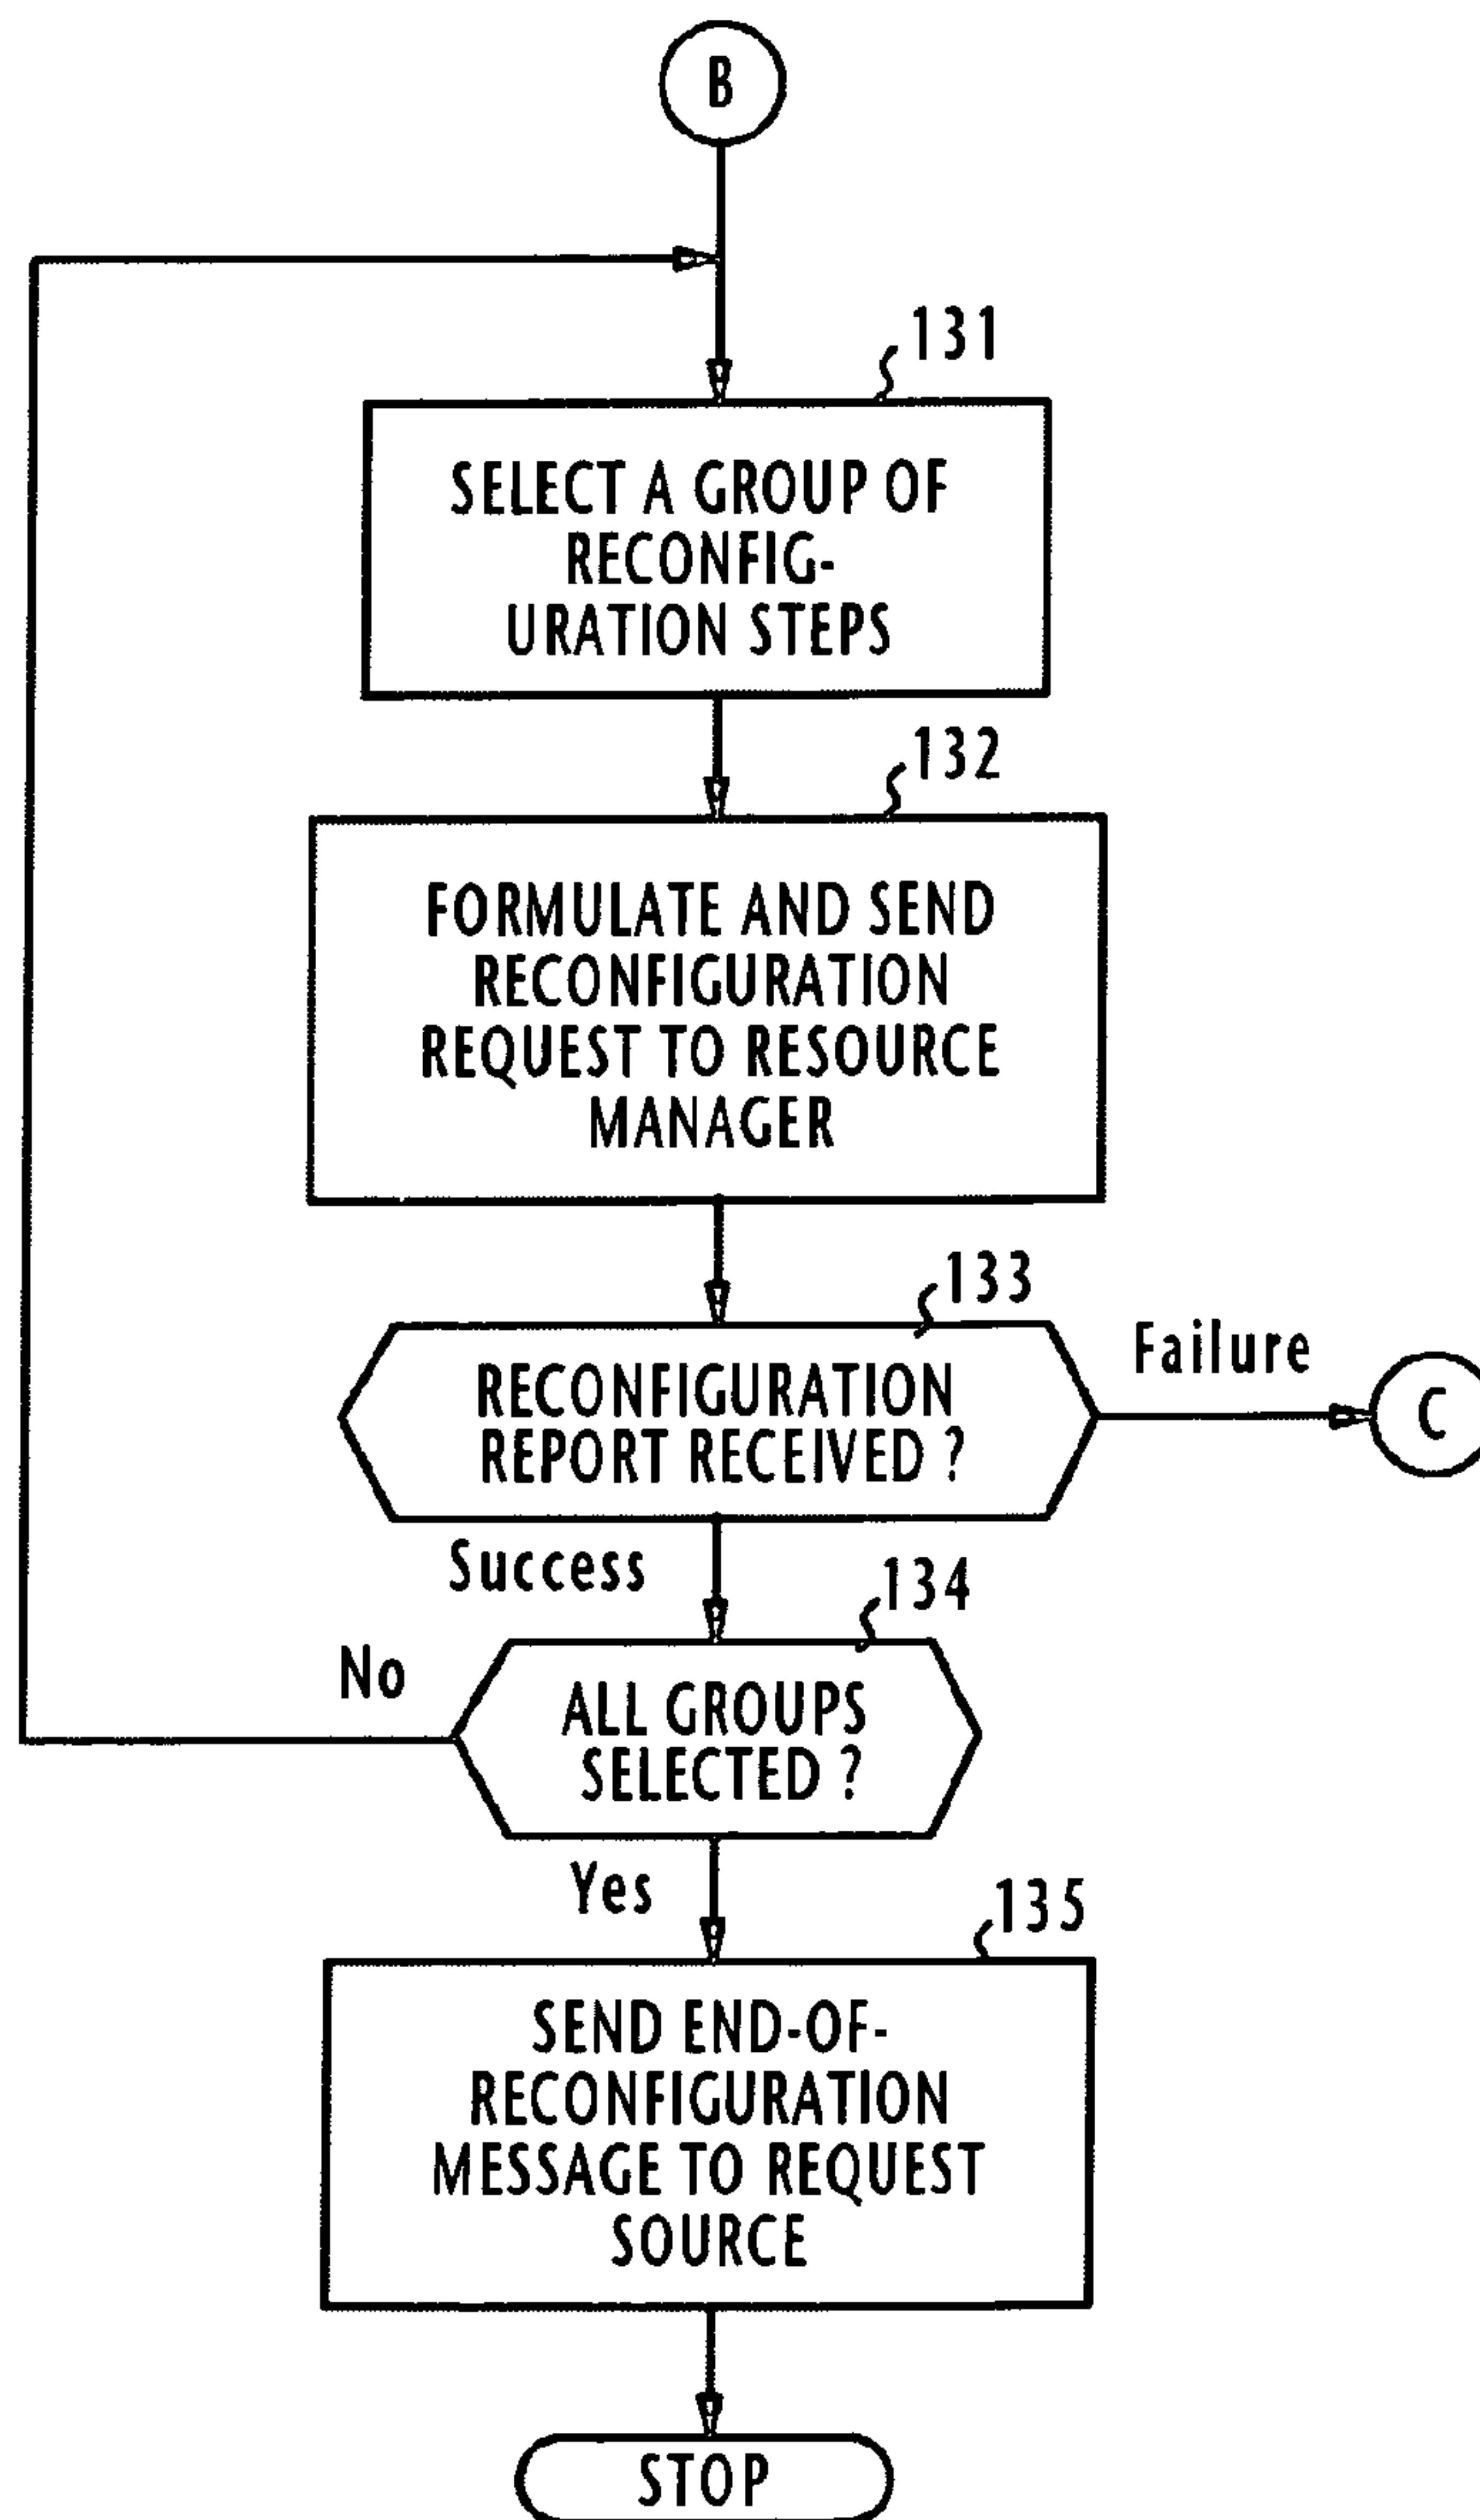 B
131
SELECT A GROUP OF
RECONFIG-
URATION STEPS
132
FORMULATE AND SEND
RECONFIGURATION
REQUEST TO RESOURCE
MANAGER
133
RECONFIGURATION
REPORT RECEIVED ?
Failure
C
Success
134
No
ALL GROUPS
SELECTED ?
Yes
135
SEND END-OF-
RECONFIGURATION
MESSAGE TO REQUEST
SOURCE
STOP